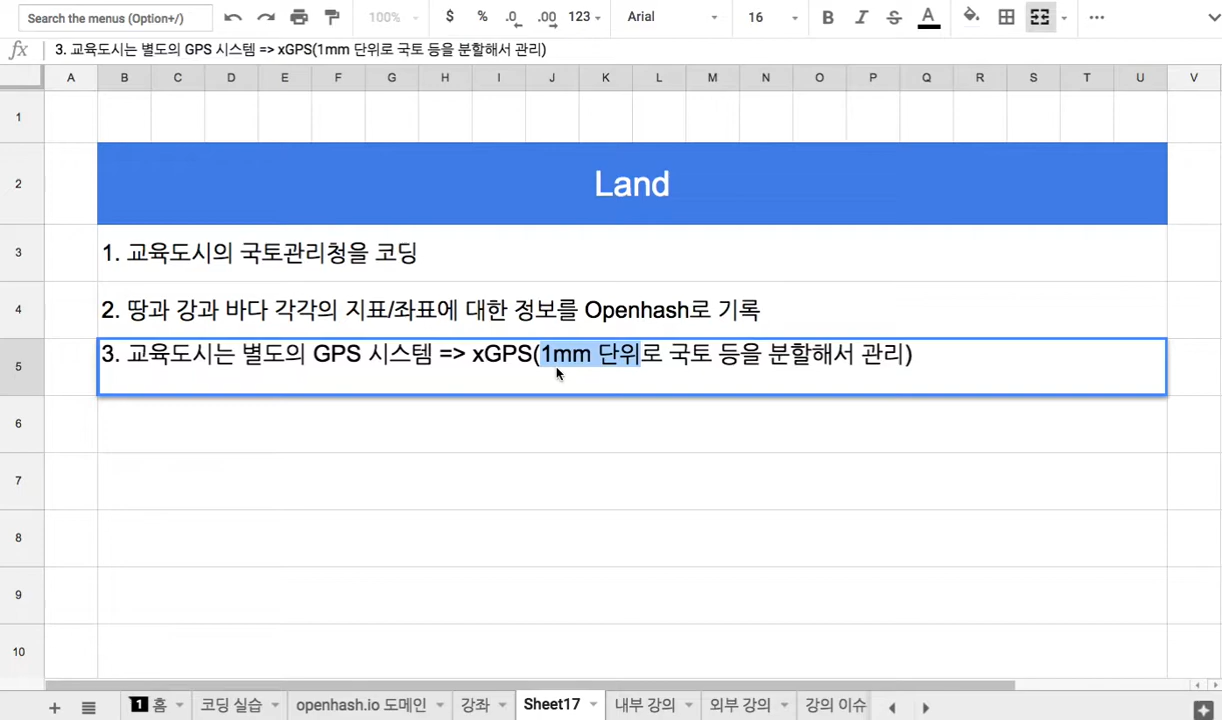 Search the menus (Option+/)
100%
$ % .0 .00 123
Arial
16
B I S A
fx 3. 교육도시는 별도의 GPS 시스템 => xGPS(1mm 단위로 국토 등을 분할해서 관리)
A B C D E F G H I J K L M N O P Q R S T U V
1
2
Land
3
1. 교육도시의 국토관리청을 코딩
4
2. 땅과 강과 바다 각각의 지표/좌표에 대한 정보를 Openhash로 기록
5
3. 교육도시는 별도의 GPS 시스템 => xGPS(1mm 단위로 국토 등을 분할해서 관리)
6
7
8
9
10
1 홈
코딩 실습
openhash.io 도메인
강좌
Sheet17
내부 강의
외부 강의
강의 이슈